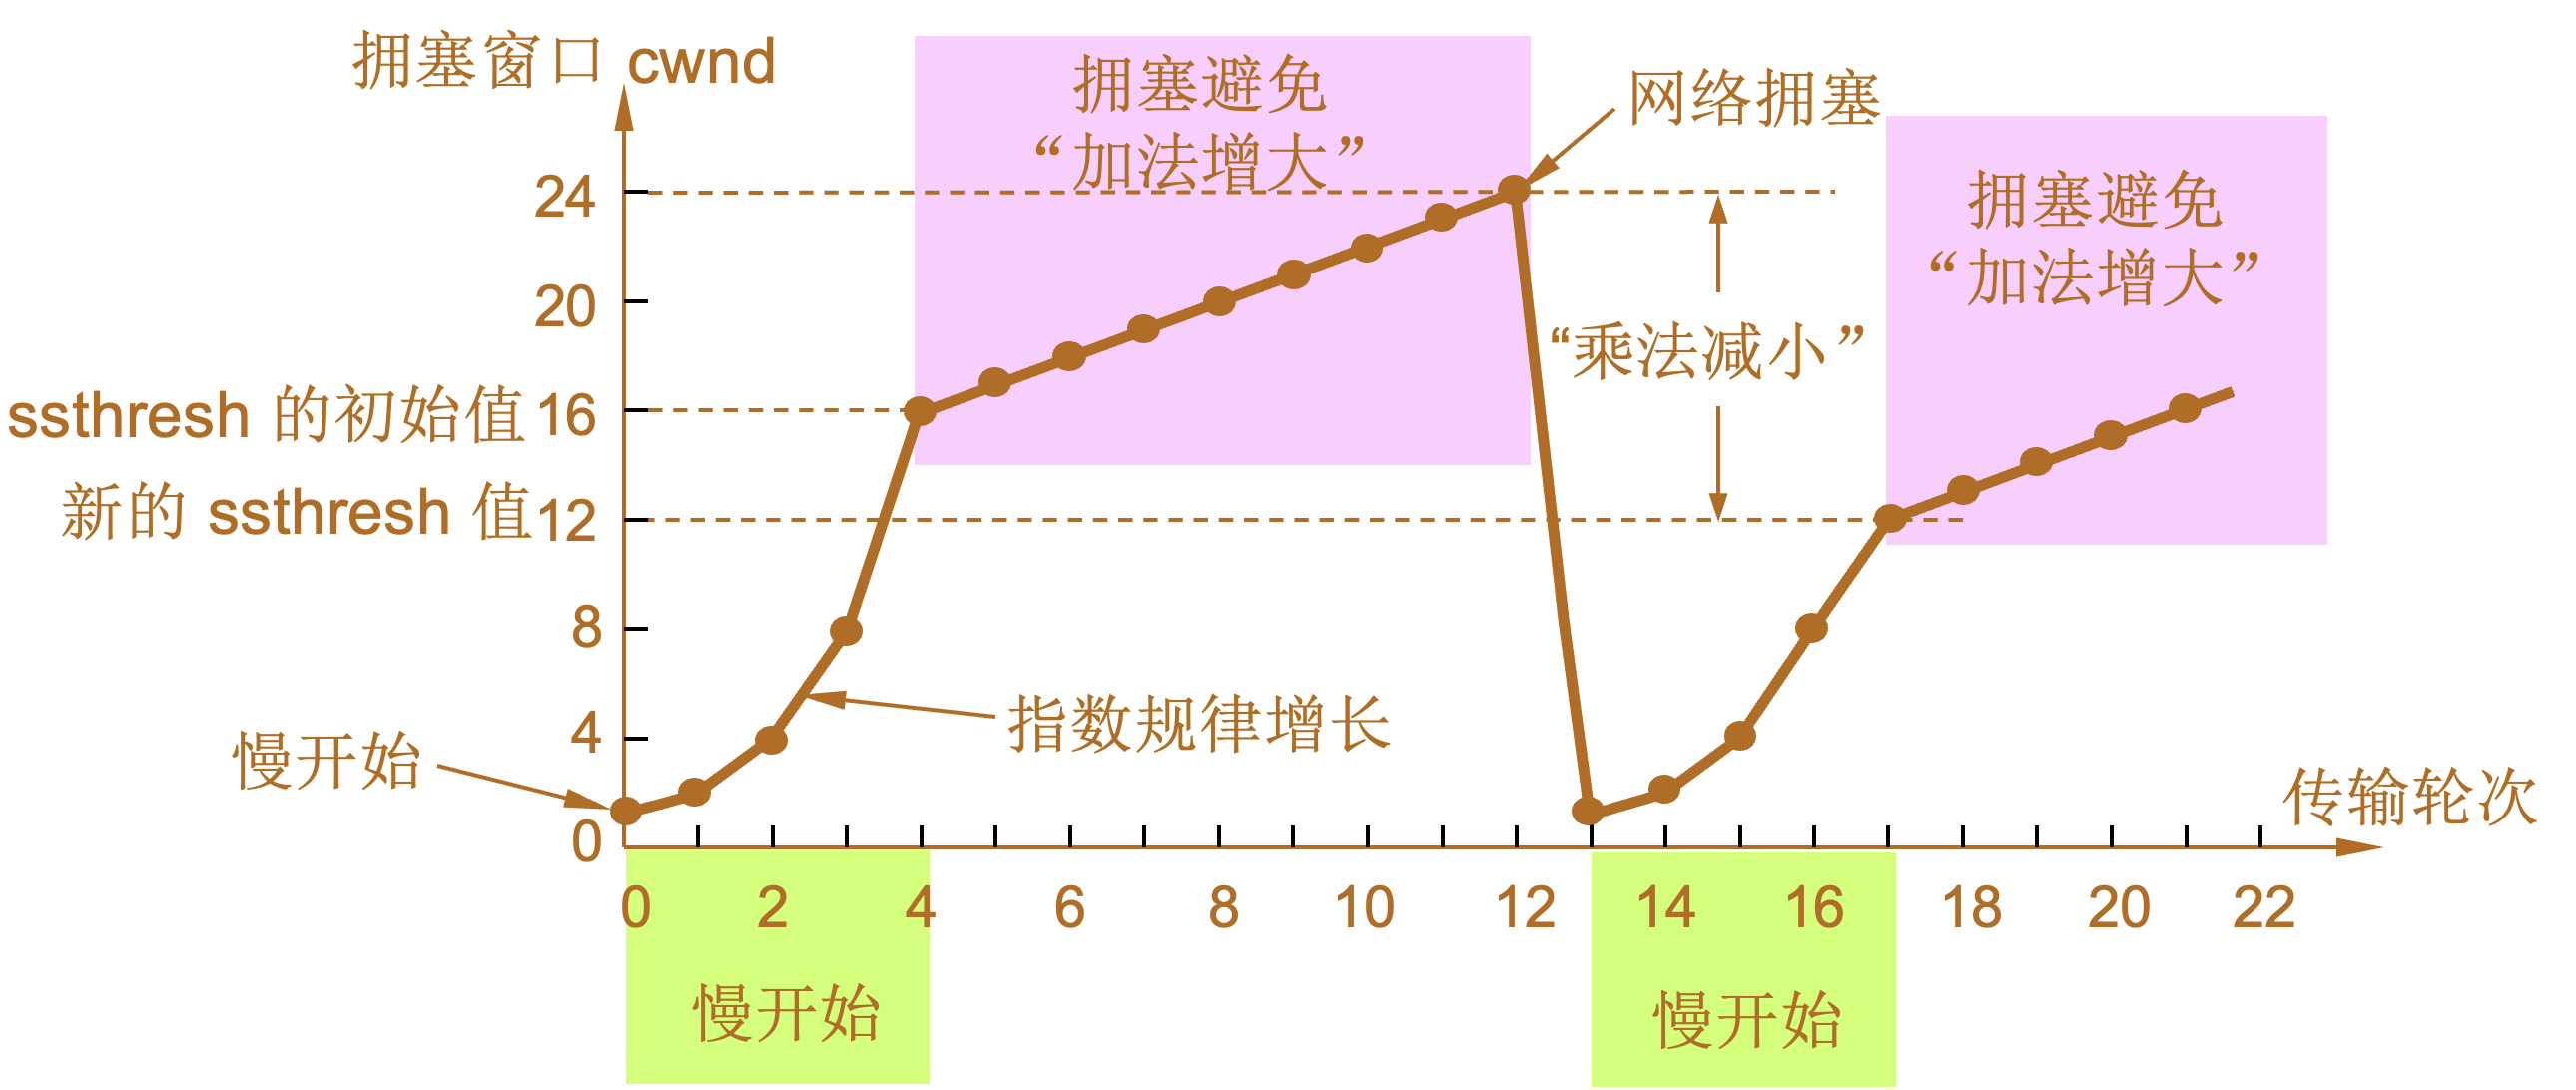 拥塞窗口 cwnd
拥塞避免
“加法增大”
网络拥塞
拥塞避免
“加法增大”
24
20
“乘法减小”
ssthresh 的初始值 16
新的 ssthresh 值 12
8
指数规律增长
4
慢开始
传输轮次
0
0 2 4 6 8 10 12 14 16 18 20 22
慢开始
慢开始